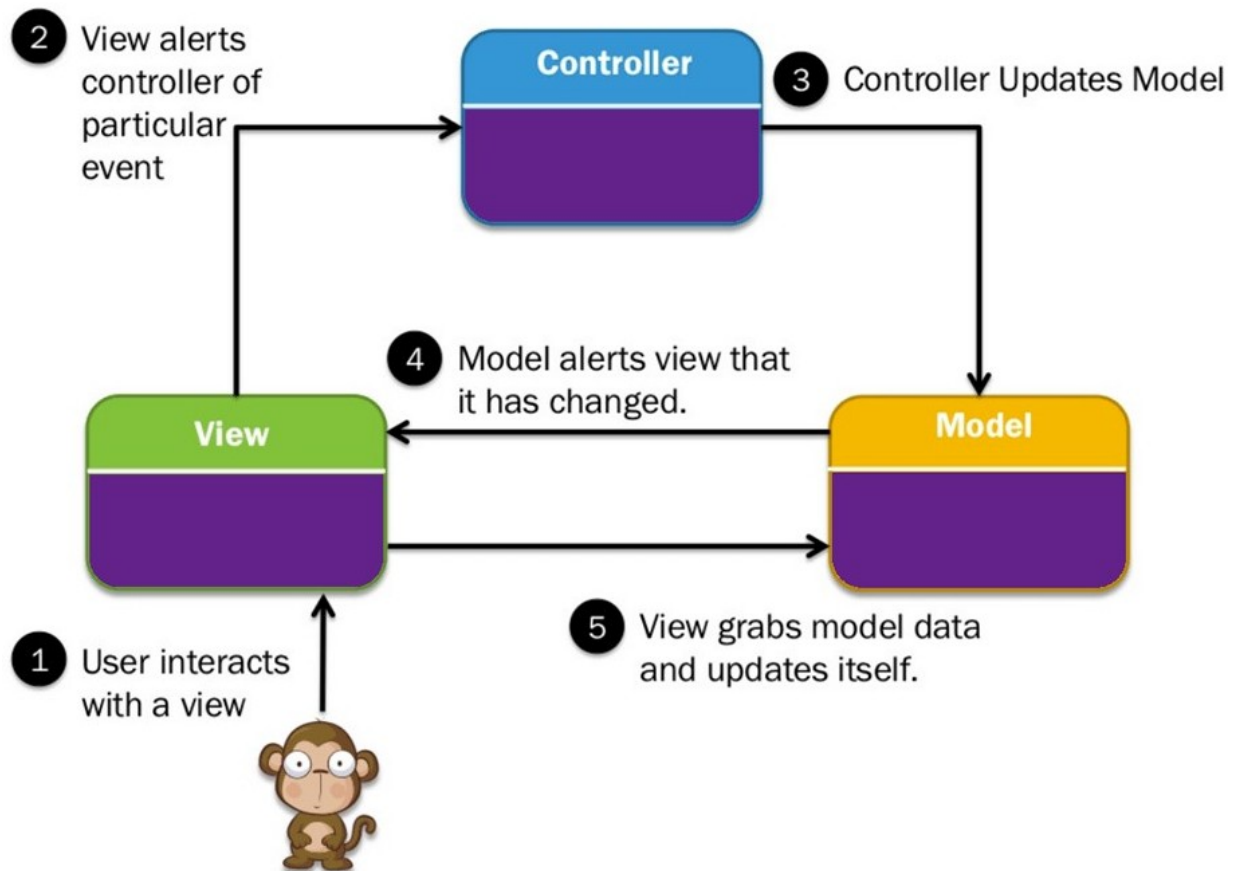 2 View alerts
controller of
particular
event
Controller
3 Controller Updates Model
4 Model alerts view that
it has changed.
View
Model
5 View grabs model data
and updates itself.
1 User interacts
with a view